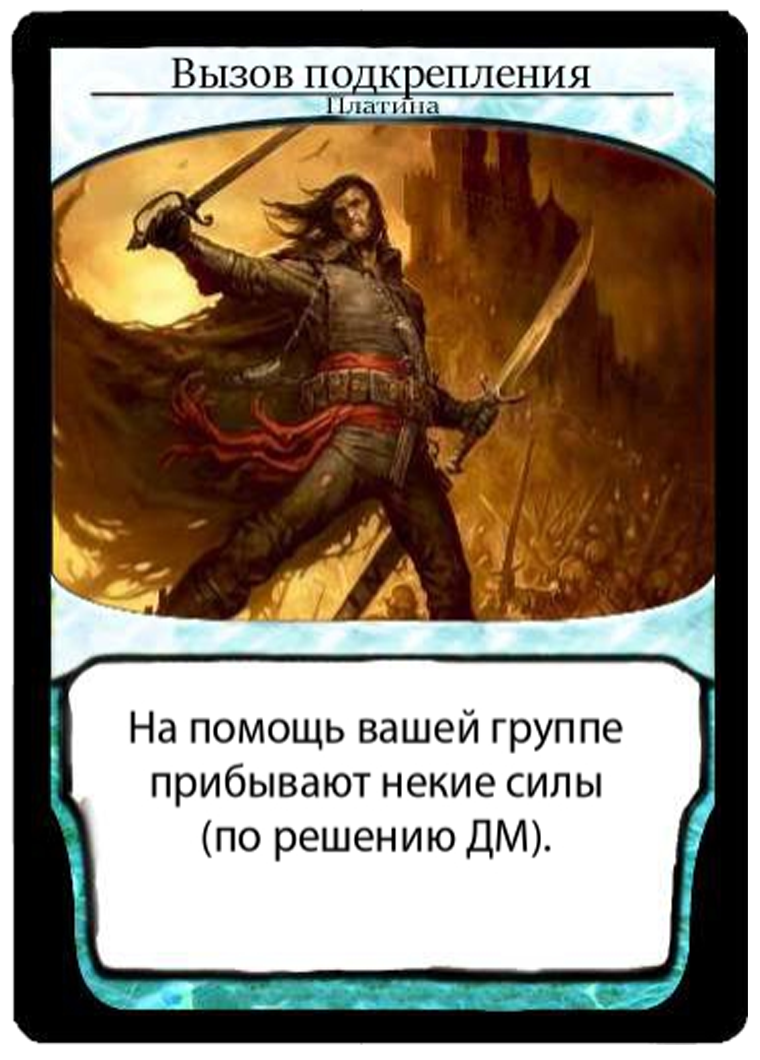 Вызов подкрепления
Платина
На помощь вашей группе
прибывают некие силы
(по решению ДМ).